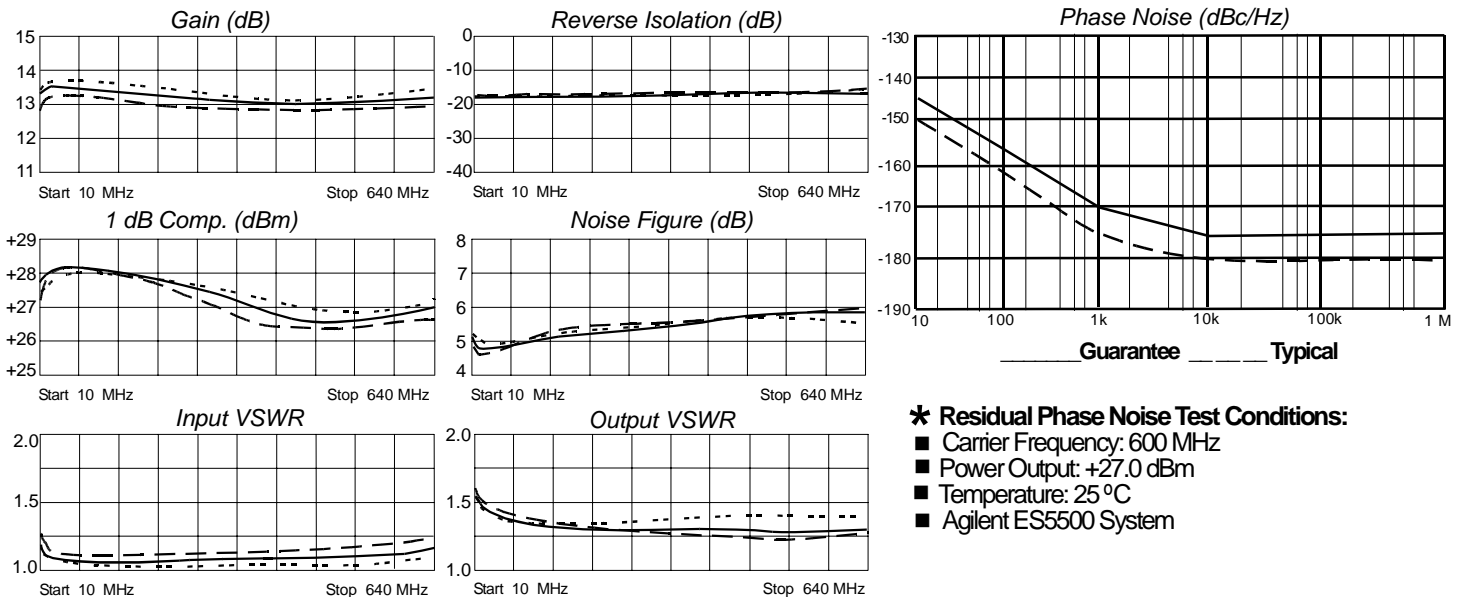 Gain (dB)
15
14
13
12
11
Start 10 MHz
Stop 640 MHz
Reverse Isolation (dB)
0
-10
-20
-30
-40
Start 10 MHz
Stop 640 MHz
1 dB Comp. (dBm)
+29
+28
+27
+26
+25
Start 10 MHz
Stop 640 MHz
Noise Figure (dB)
8
7
6
5
4
Start 10 MHz
Stop 640 MHz
Input VSWR
2.0
1.5
1.0
Start 10 MHz
Stop 640 MHz
Output VSWR
2.0
1.5
1.0
Start 10 MHz
Stop 640 MHz
Phase Noise (dBc/Hz)
-130
-140
-150
-160
-170
-180
-190
10 100 1k 10k 100k 1 M
_______Guarantee __ __ __ Typical
* Residual Phase Noise Test Conditions:
■ Carrier Frequency: 600 MHz
■ Power Output: +27.0 dBm
■ Temperature: 25 ºC
■ Agilent ES5500 System